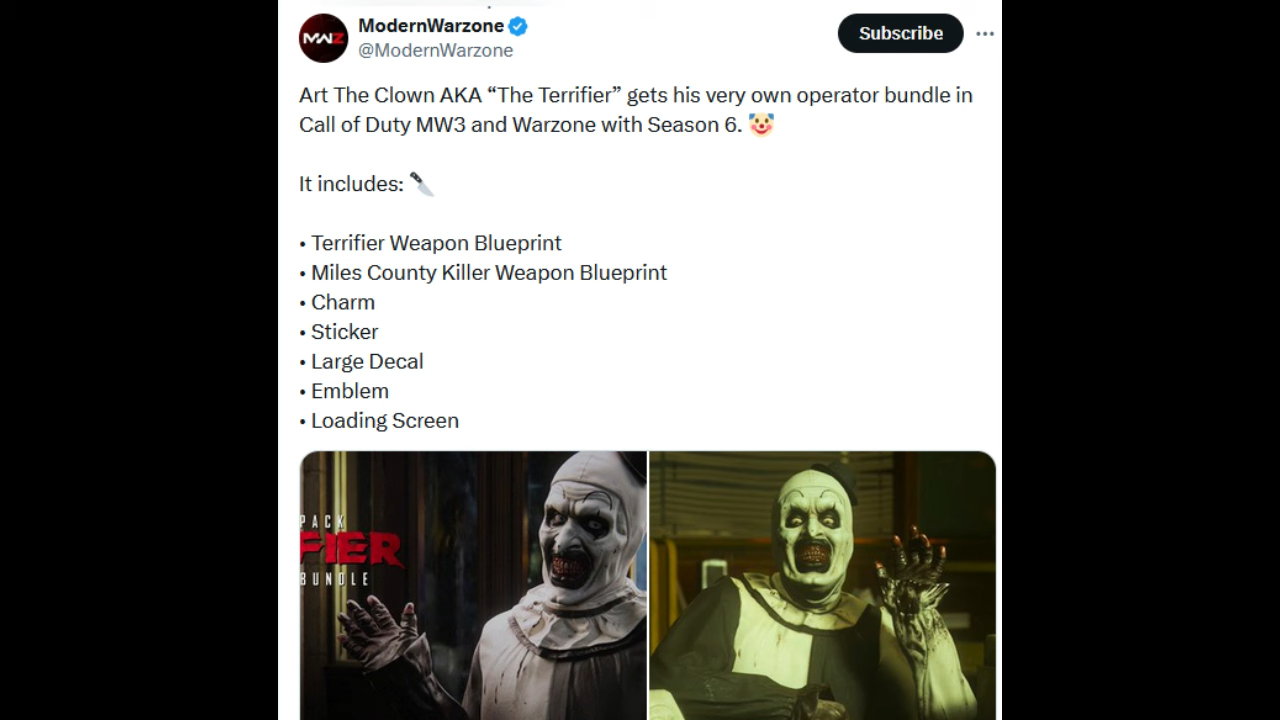 MWZ
ModernWarzone
@ModernWarzone
Subscribe
Art The Clown AKA “The Terrifier” gets his very own operator bundle in
Call of Duty MW3 and Warzone with Season 6. 🤡
It includes: 🔪
• Terrifier Weapon Blueprint
• Miles County Killer Weapon Blueprint
• Charm
• Sticker
• Large Decal
• Emblem
• Loading Screen
PACK
FIER
BUNDLE